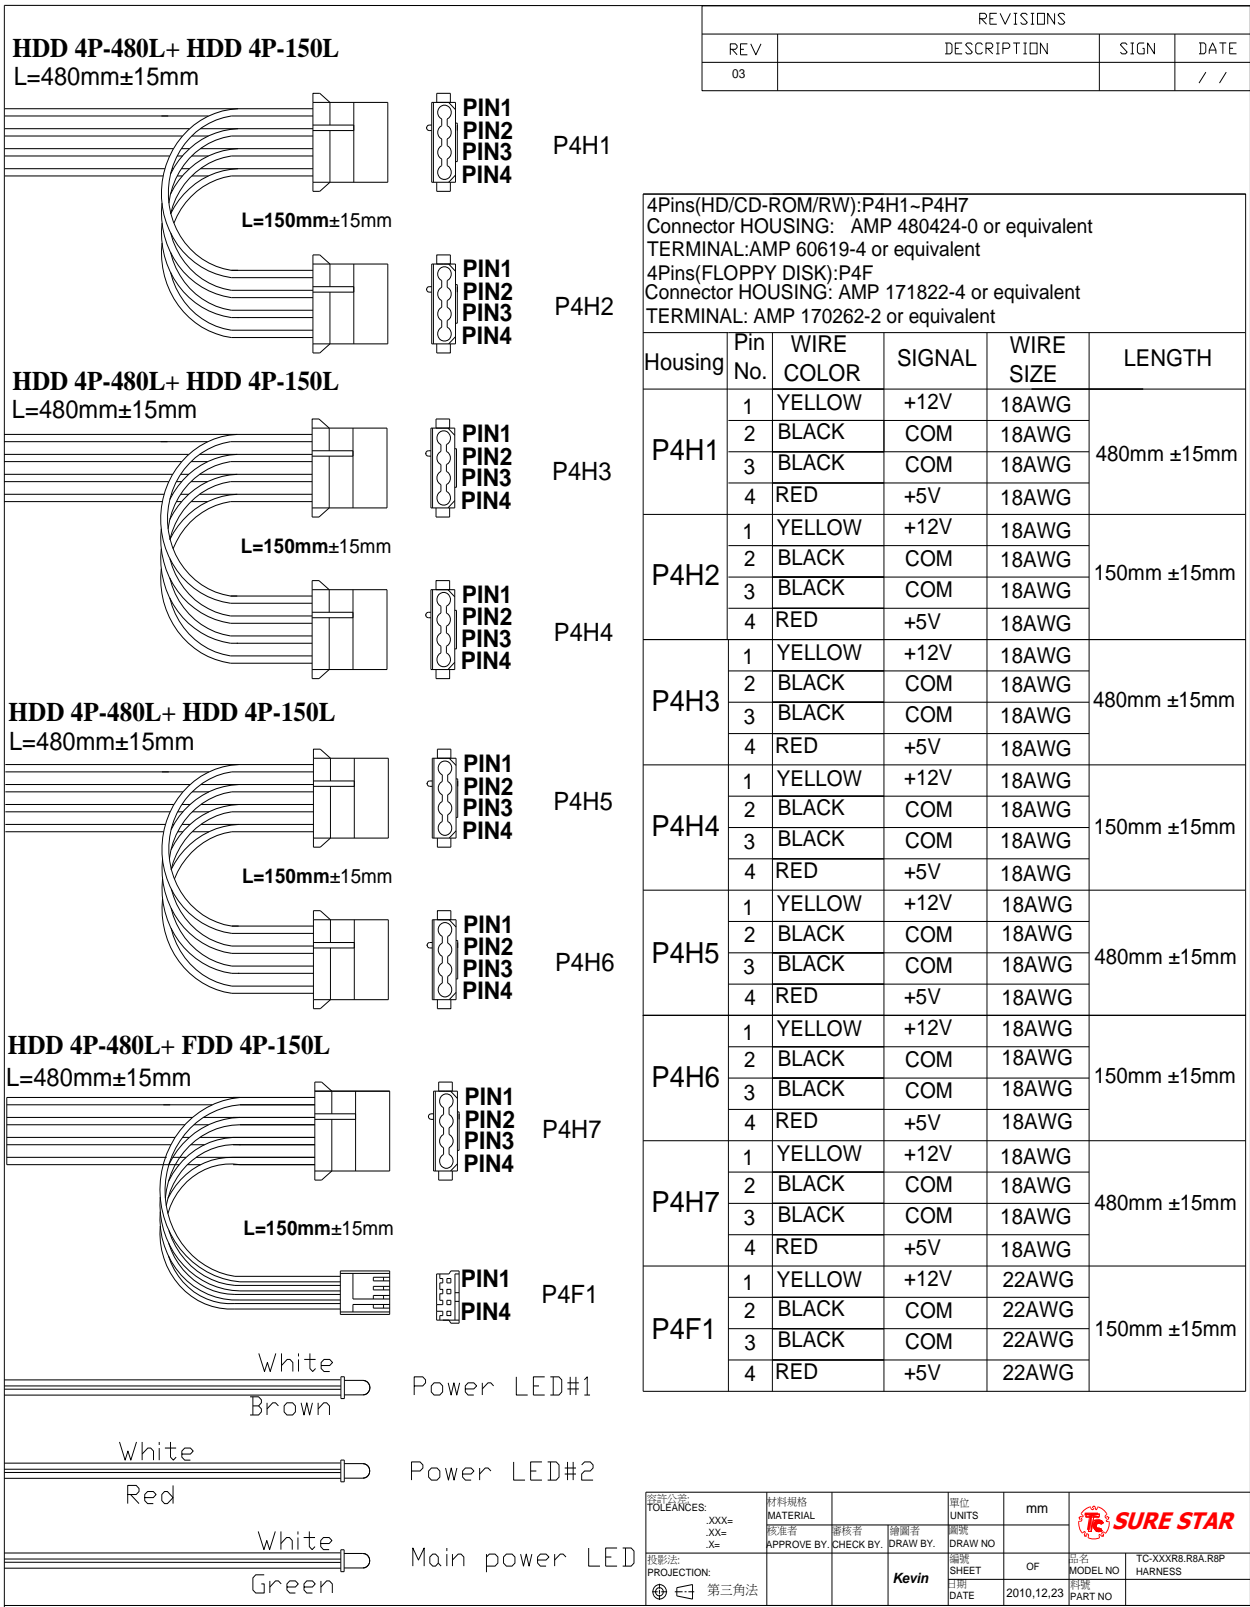 REVISIONS
REV DESCRIPTION SIGN DATE
03 / /
HDD 4P-480L+ HDD 4P-150L
L=480mm±15mm
PIN1
PIN2
PIN3
PIN4
P4H1
L=150mm±15mm
PIN1
PIN2
PIN3
PIN4
P4H2
HDD 4P-480L+ HDD 4P-150L
L=480mm±15mm
PIN1
PIN2
PIN3
PIN4
P4H3
L=150mm±15mm
PIN1
PIN2
PIN3
PIN4
P4H4
HDD 4P-480L+ HDD 4P-150L
L=480mm±15mm
PIN1
PIN2
PIN3
PIN4
P4H5
L=150mm±15mm
PIN1
PIN2
PIN3
PIN4
P4H6
HDD 4P-480L+ FDD 4P-150L
L=480mm±15mm
PIN1
PIN2
PIN3
PIN4
P4H7
L=150mm±15mm
PIN1
PIN4
P4F1
White
Brown
Power LED#1
White
Red
Power LED#2
White
Green
Main power LED
4Pins(HD/CD-ROM/RW):P4H1~P4H7
Connector HOUSING: AMP 480424-0 or equivalent
TERMINAL:AMP 60619-4 or equivalent
4Pins(FLOPPY DISK):P4F
Connector HOUSING: AMP 171822-4 or equivalent
TERMINAL: AMP 170262-2 or equivalent
Housing Pin No. WIRE COLOR SIGNAL WIRE SIZE LENGTH
P4H1 480mm ±15mm
1 YELLOW +12V 18AWG
2 BLACK COM 18AWG
3 BLACK COM 18AWG
4 RED +5V 18AWG
P4H2 150mm ±15mm
1 YELLOW +12V 18AWG
2 BLACK COM 18AWG
3 BLACK COM 18AWG
4 RED +5V 18AWG
P4H3 480mm ±15mm
1 YELLOW +12V 18AWG
2 BLACK COM 18AWG
3 BLACK COM 18AWG
4 RED +5V 18AWG
P4H4 150mm ±15mm
1 YELLOW +12V 18AWG
2 BLACK COM 18AWG
3 BLACK COM 18AWG
4 RED +5V 18AWG
P4H5 480mm ±15mm
1 YELLOW +12V 18AWG
2 BLACK COM 18AWG
3 BLACK COM 18AWG
4 RED +5V 18AWG
P4H6 150mm ±15mm
1 YELLOW +12V 18AWG
2 BLACK COM 18AWG
3 BLACK COM 18AWG
4 RED +5V 18AWG
P4H7 480mm ±15mm
1 YELLOW +12V 18AWG
2 BLACK COM 18AWG
3 BLACK COM 18AWG
4 RED +5V 18AWG
P4F1 150mm ±15mm
1 YELLOW +12V 22AWG
2 BLACK COM 22AWG
3 BLACK COM 22AWG
4 RED +5V 22AWG
容許公差:
TOLEANCES:
.XXX=
.XX=
.X=
材料規格
MATERIAL
單位
UNITS
mm
SURE STAR
核准者
APPROVE BY.
審核者
CHECK BY.
繪圖者
DRAW BY.
圖號
DRAW NO
投影法:
PROJECTION:
第三角法
Kevin
編號
SHEET
OF
品名
MODEL NO
TC-XXXR8.R8A.R8P
HARNESS
日期
DATE
2010,12,23
料號
PART NO